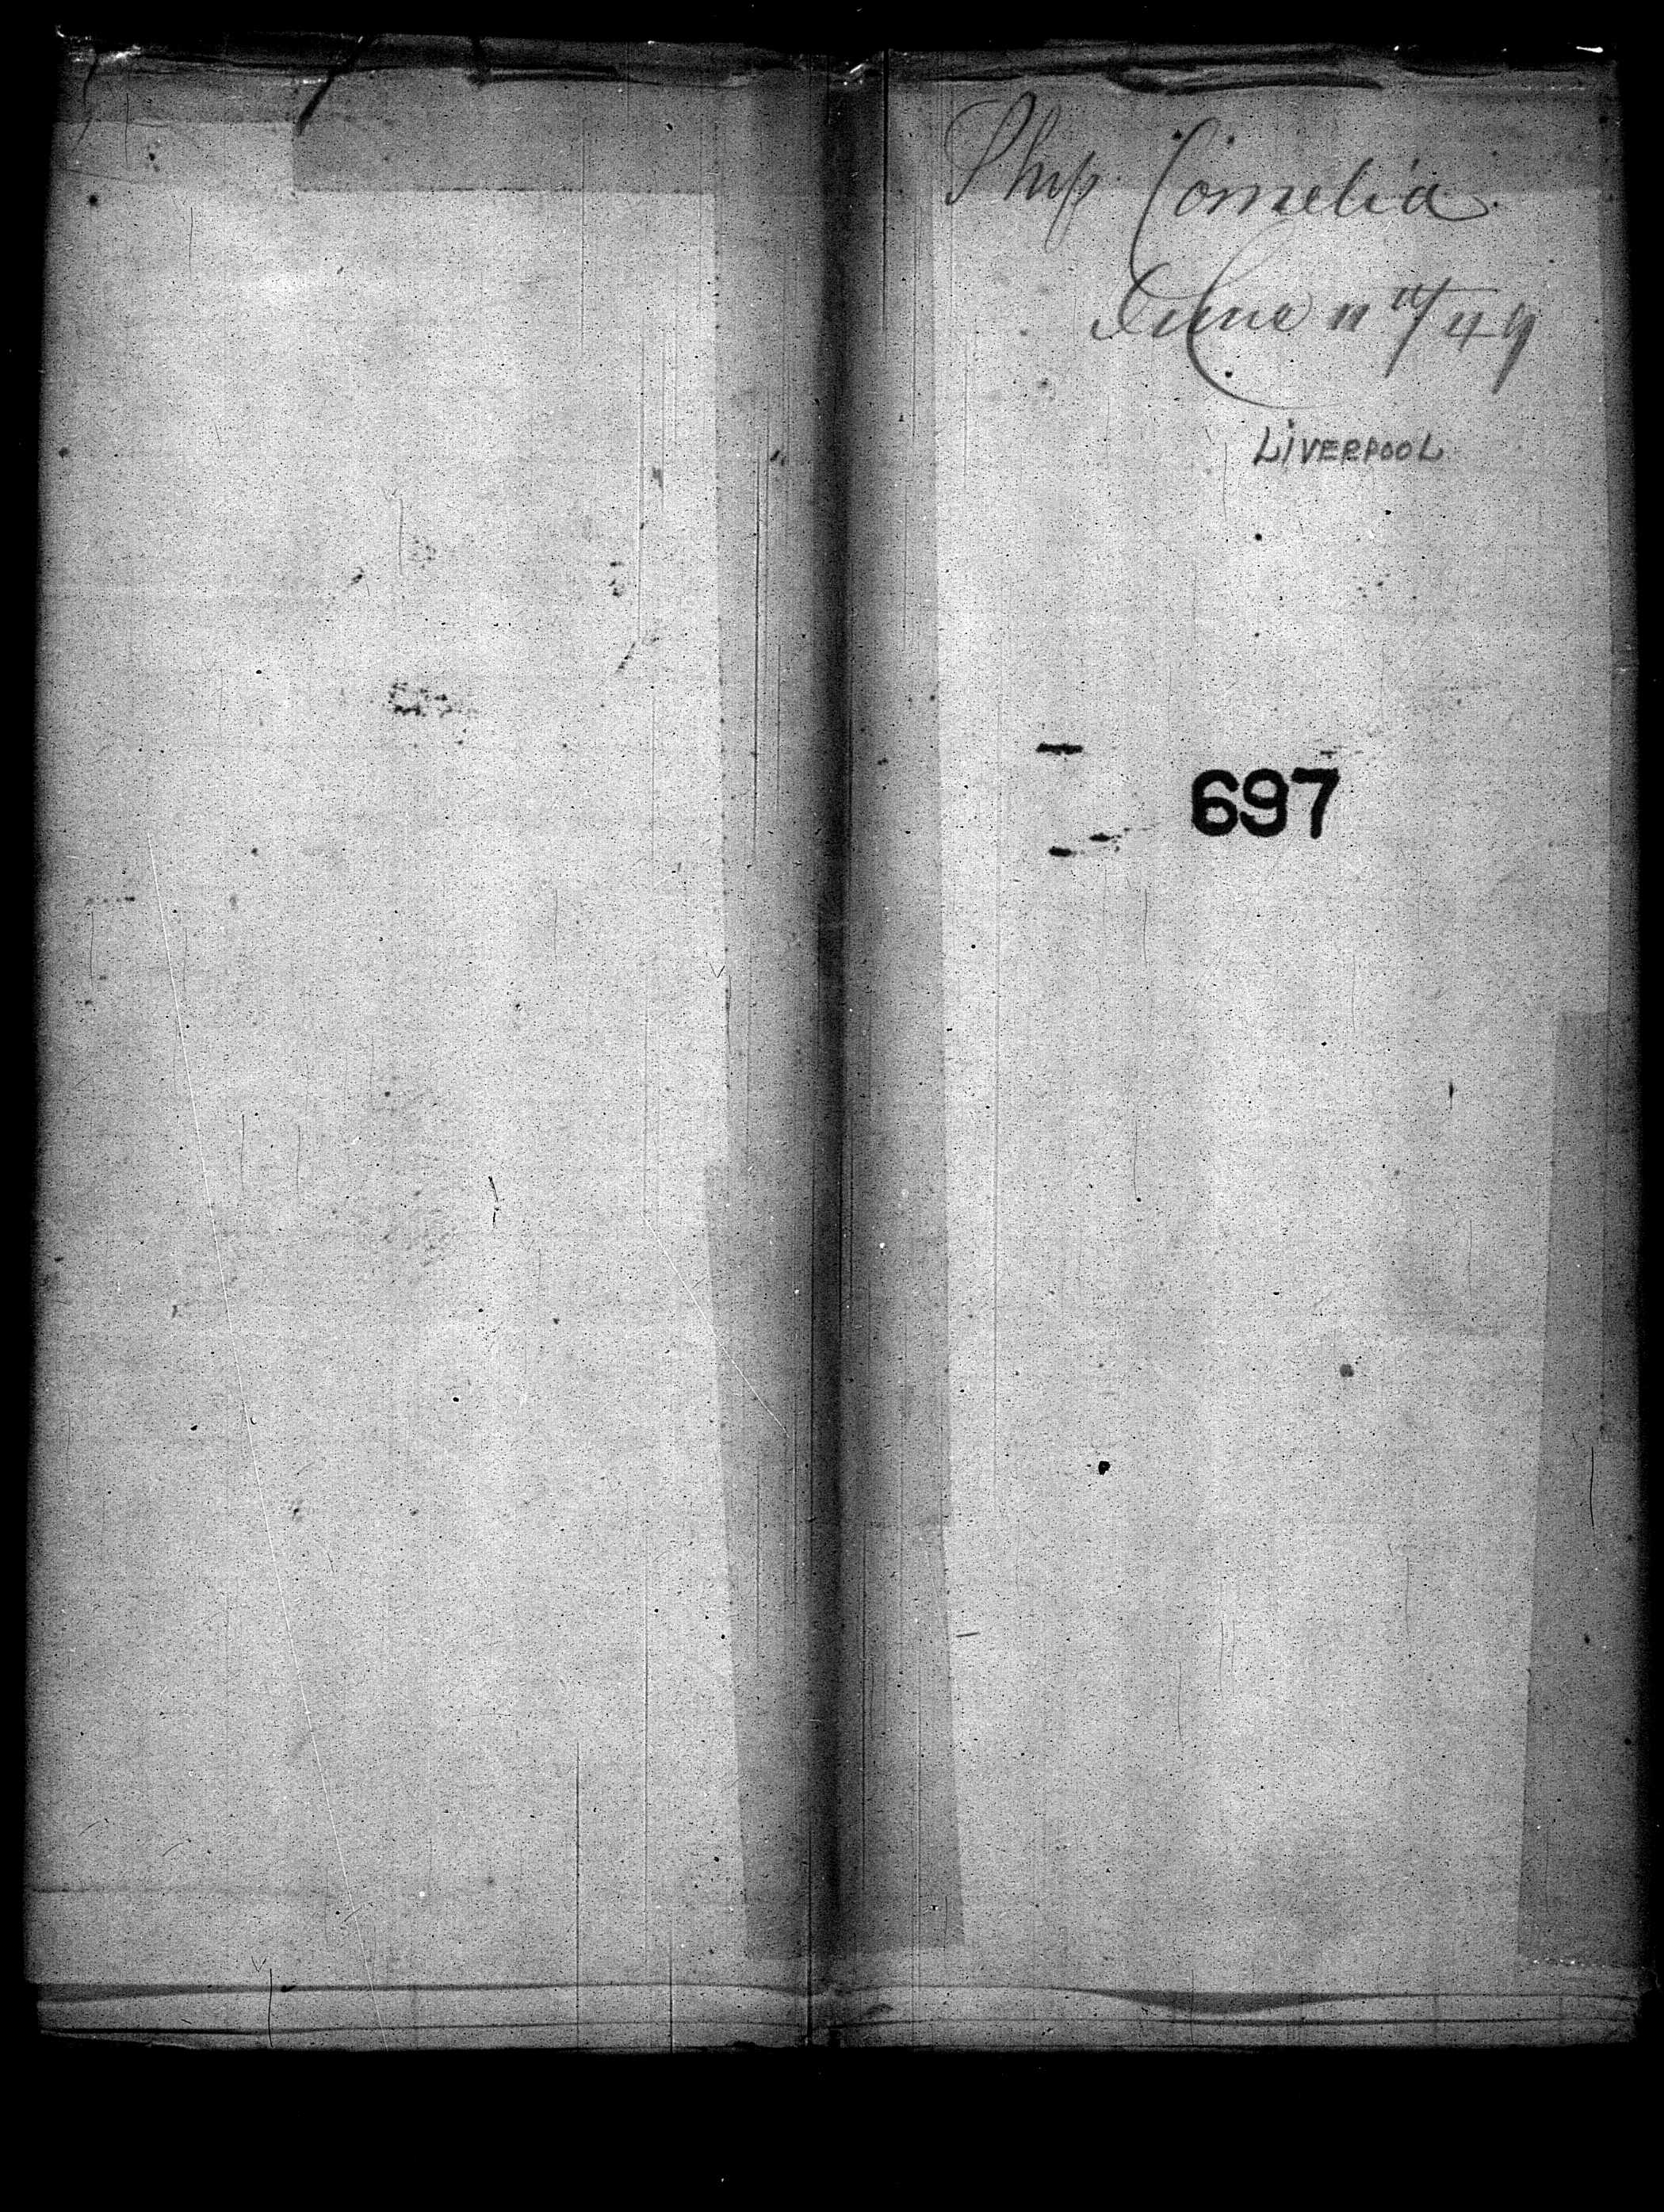 Ship Cornelia.
June 11th/49
LIVERPOOL
697